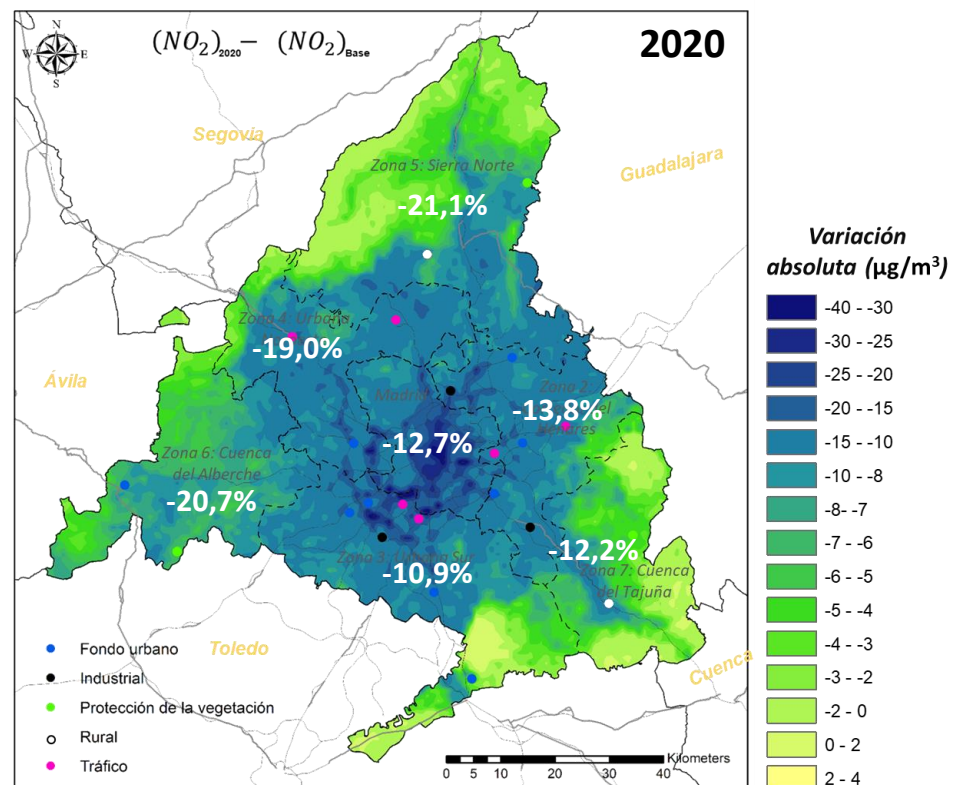 N
W E
S
(NO₂)₂₀₂₀ − (NO₂)Base
2020
Segovia
Guadalajara
Zona 5: Sierra Norte
-21,1%
Variación
absoluta (µg/m³)
Zona 4: Urbana
-19,0%
Ávila
Madrid
Zona 2:
-13,8%
del
Henares
-12,7%
Zona 6: Cuenca
del Alberche
-20,7%
-12,2%
Zona 3: Urbana Sur
-10,9%
Zona 7: Cuenca
del Tajuña
Toledo
Cuenca
Fondo urbano
Industrial
Protección de la vegetación
Rural
Tráfico
Kilometers
0 5 10 20 30 40
-40 - -30
-30 - -25
-25 - -20
-20 - -15
-15 - -10
-10 - -8
-8- -7
-7 - -6
-6 - -5
-5 - -4
-4 - -3
-3 - -2
-2 - 0
0 - 2
2 - 4